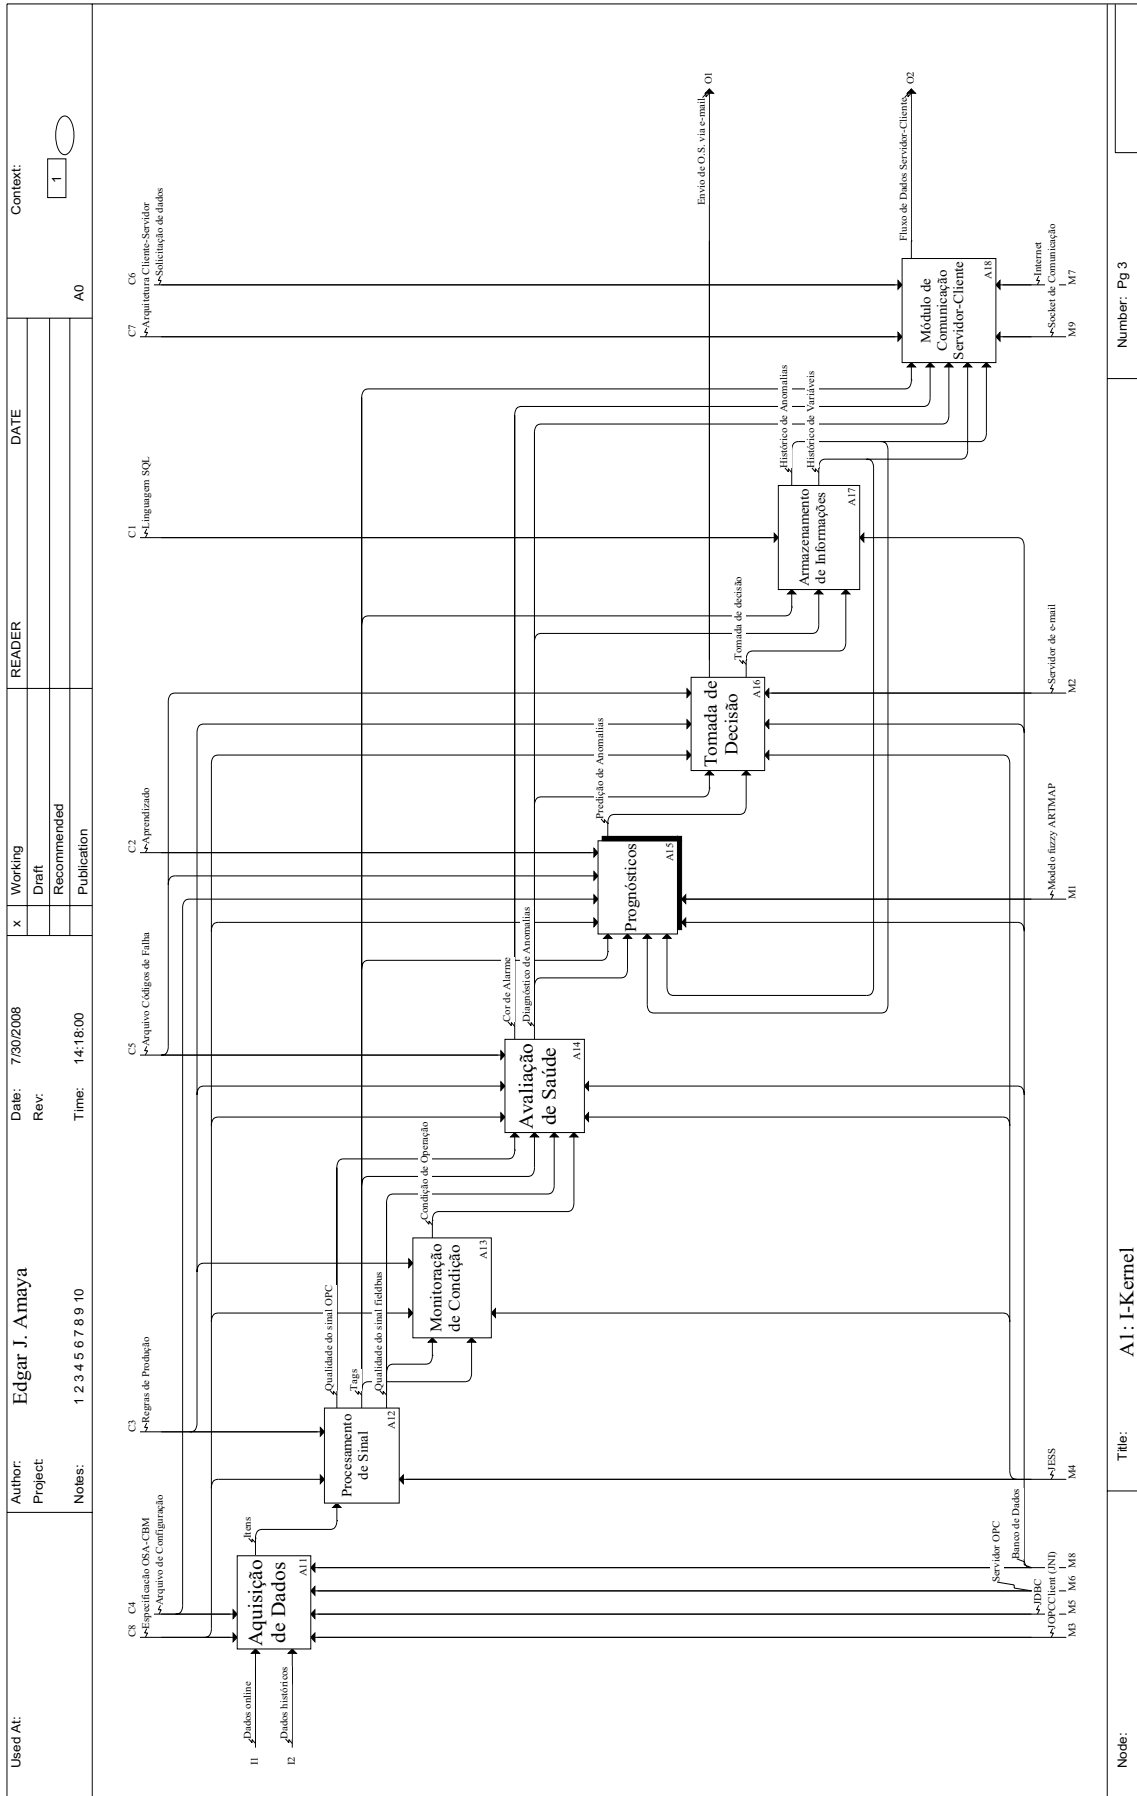 Used At:
Author: Edgar J. Amaya
Project:
Notes: 1 2 3 4 5 6 7 8 9 10
Date: 7/30/2008
Rev:
Time: 14:18:00
x Working
Draft
Recommended
Publication
READER
DATE
Context:
1
A0
C8
Especificacão OSA-CBM
C4
Arquivo de Configuração
C3
Regras de Produção
C5
Arquivo Códigos de Falha
C2
Aprendizado
C1
Linguagem SQL
C7
Arquitetura Cliente-Servidor
C6
Solicitação de dados
I1
Dados online
I2
Dados históricos
Aquisição
de Dados
A11
Itens
Procesamento
de Sinal
A12
Qualidade do sinal OPC
Tags
Qualidade do sinal fieldbus
Monitoração
de Condição
A13
Condição de Operação
Avaliação
de Saúde
A14
Cor de Alarme
Diagnóstico de Anomalias
Prognósticos
A15
Predição de Anomalias
Tomada de
Decisão
A16
Envio de O.S. via e-mail
O1
Tomada de decisão
Armazenamento
de Informações
A17
Histórico de Anomalias
Histórico de Variáveis
Módulo de
Comunicação
Servidor-Cliente
A18
Fluxo de Dados Servidor-Cliente
O2
JOPCClient (JNI)
M3
JDBC
M5
Servidor OPC
M6
Banco de Dados
M8
JESS
M4
Modelo fuzzy ARTMAP
M1
Servidor de e-mail
M2
Socket de Comunicação
M9
Internet
M7
Node:
Title: A1: I-Kernel
Number: Pg 3